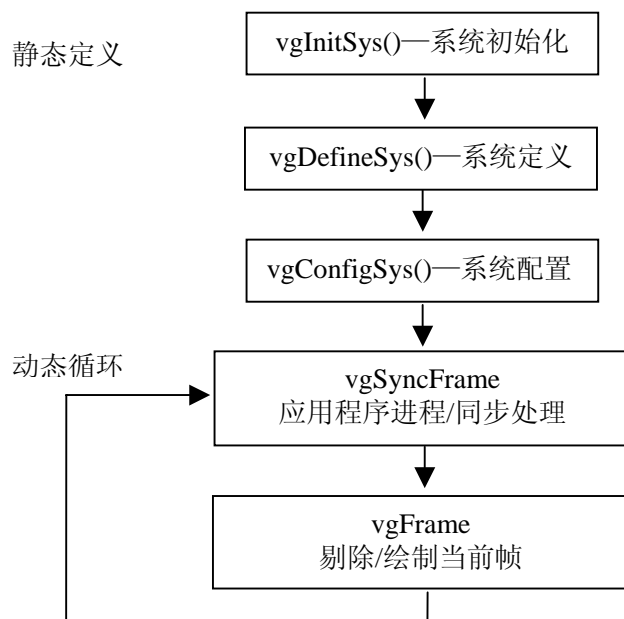 静态定义
vgInitSys()—系统初始化
vgDefineSys()—系统定义
vgConfigSys()—系统配置
动态循环
vgSyncFrame
应用程序进程/同步处理
vgFrame
剔除/绘制当前帧